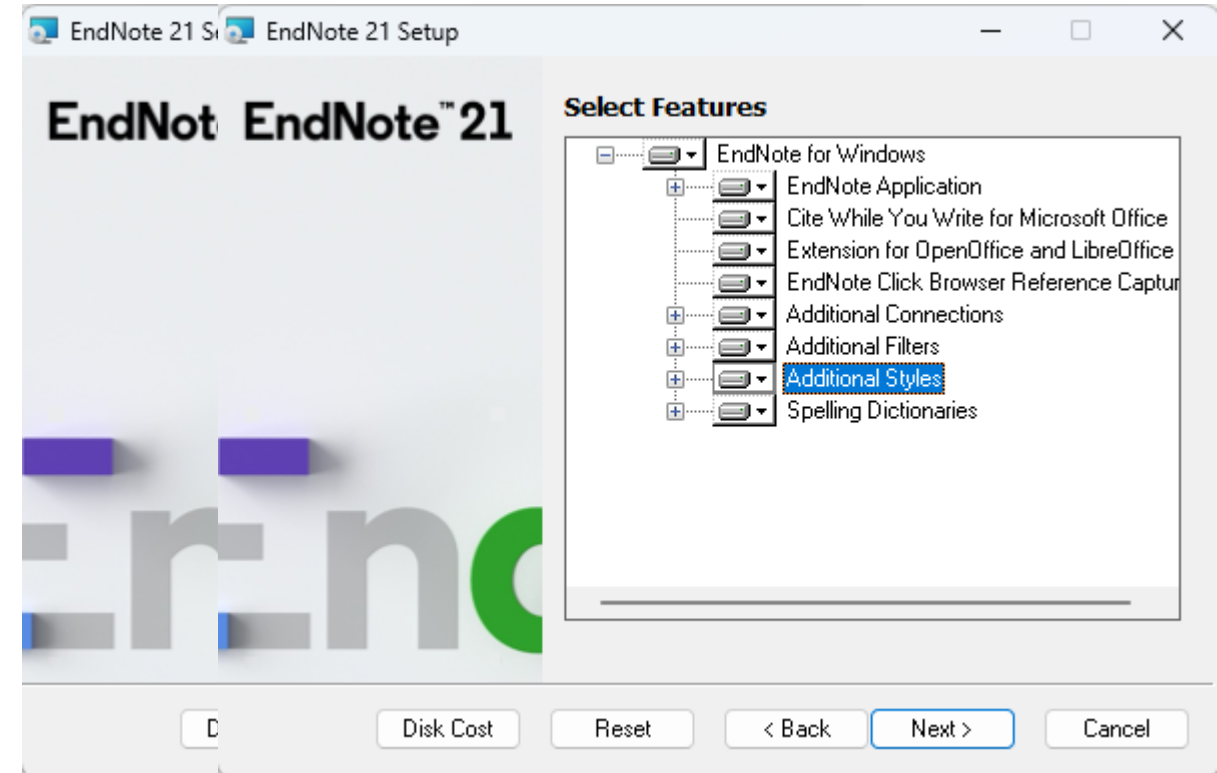 EndNote 21 Se
EndNote 21 Setup
EndNot
EndNote™21
Select Features
EndNote for Windows
EndNote Application
Cite While You Write for Microsoft Office
Extension for OpenOffice and LibreOffice
EndNote Click Browser Reference Captur
Additional Connections
Additional Filters
Additional Styles
Spelling Dictionaries
D
Disk Cost
Reset
< Back
Next >
Cancel